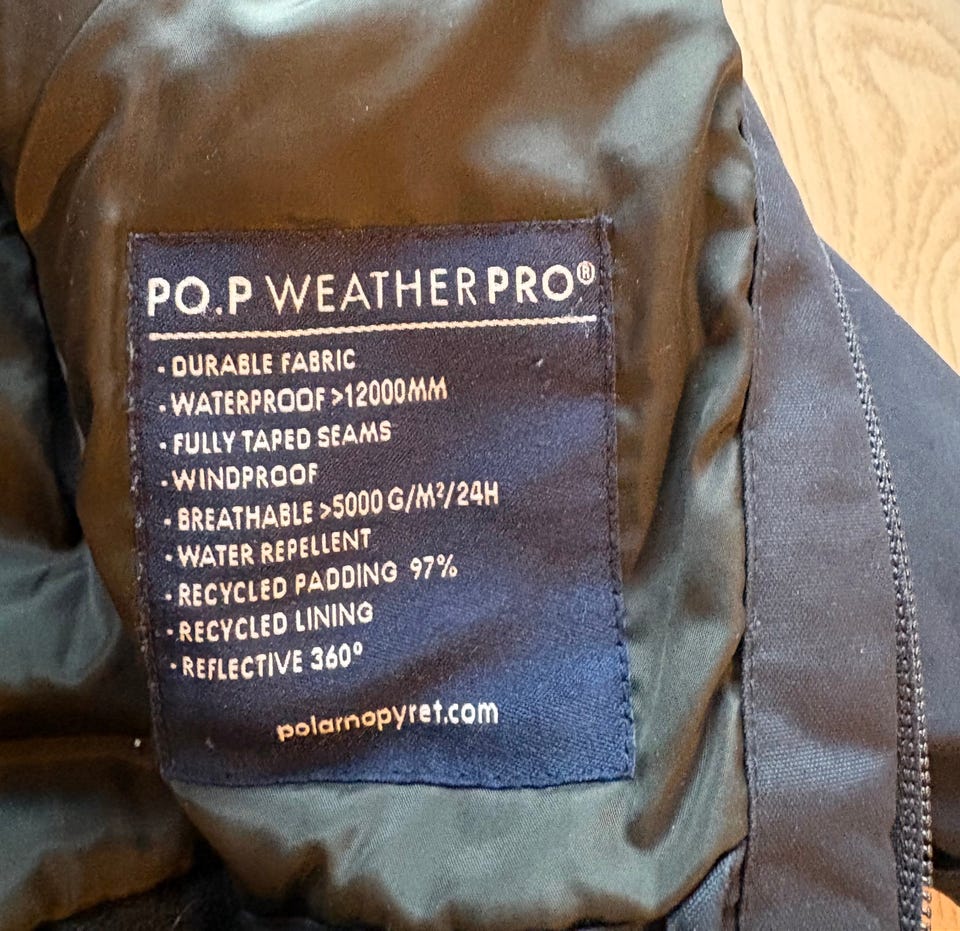 PO.P WEATHERPRO®
• DURABLE FABRIC
• WATERPROOF >12000MM
• FULLY TAPED SEAMS
• WINDPROOF
• BREATHABLE >5000 G/M²/24H
• WATER REPELLENT
• RECYCLED PADDING 97%
• RECYCLED LINING
• REFLECTIVE 360°
polarnopyret.com